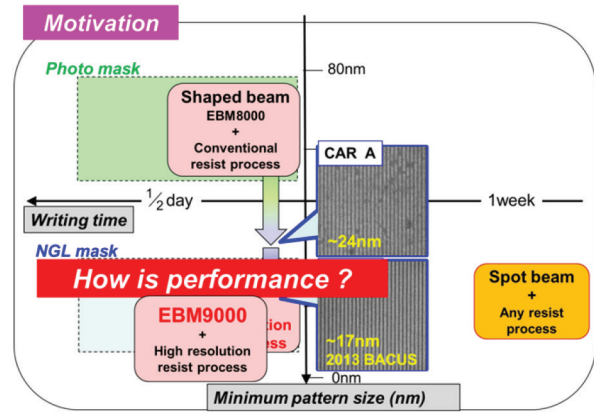 Motivation
Photo mask
80nm
Shaped beam
EBM8000
+
Conventional
resist process
CAR A
1/2 day
1week
Writing time
~24nm
NGL mask
How is performance ?
Spot beam
+
Any resist
process
EBM9000
+
High resolution
resist process
~17nm
2013 BACUS
0nm
Minimum pattern size (nm)